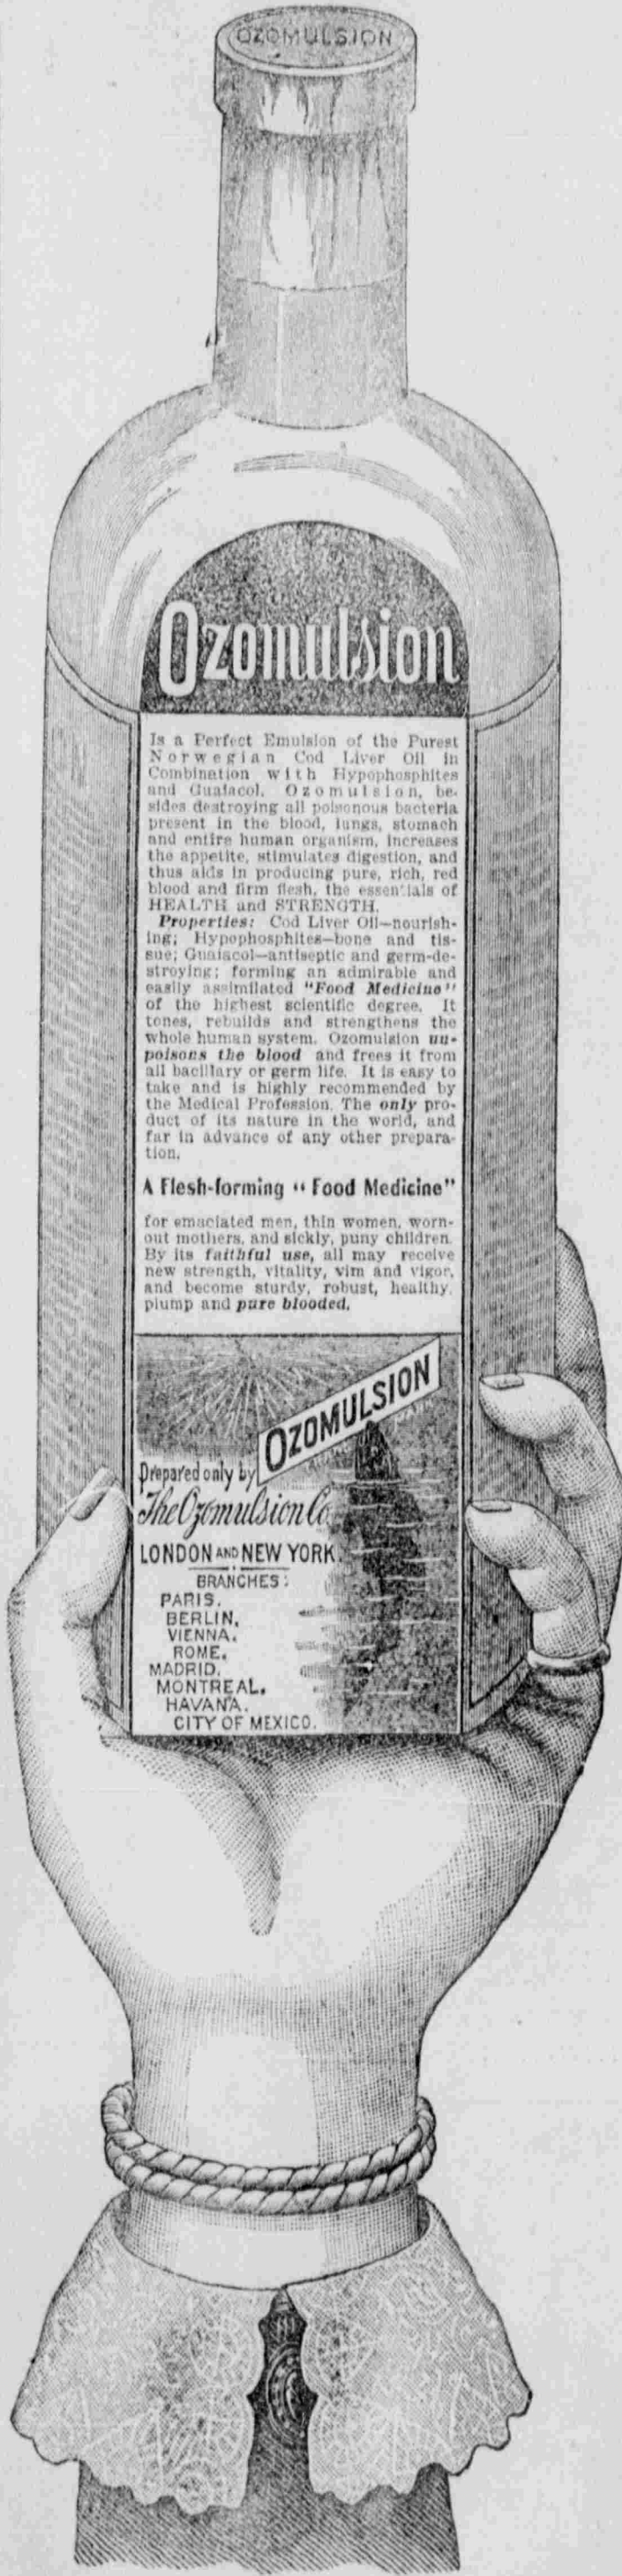 OZOMULSION
Ozomulsion
Is a Perfect Emulsion of the Purest
Norwegian Cod Liver Oil in
Combination with Hypophosphites
and Guaiacol. Ozomulsion, be-
sides destroying all poisonous bacteria
present in the blood, lungs, stomach
and entire human organism, increases
the appetite, stimulates digestion, and
thus aids in producing pure, rich, red
blood and firm flesh, the essentials of
HEALTH and STRENGTH.
Properties: Cod Liver Oil—nourish-
ing; Hypophosphites—bone and tis-
sue; Guaiacol—antiseptic and germ-de-
stroying; forming an admirable and
easily assimilated "Food Medicine"
of the highest scientific degree. It
tones, rebuilds and strengthens the
whole human system. Ozomulsion un-
poisons the blood and frees it from
all bacillary or germ life. It is easy to
take and is highly recommended by
the Medical Profession. The only pro-
duct of its nature in the world, and
far in advance of any other prepara-
tion.
A Flesh-forming "Food Medicine"
for emaciated men, thin women, worn-
out mothers, and sickly, puny children.
By its faithful use, all may receive
new strength, vitality, vim and vigor,
and become sturdy, robust, healthy,
plump and pure blooded.
OZOMULSION
Prepared only by
The Ozomulsion Co.
LONDON AND NEW YORK.
BRANCHES:
PARIS.
BERLIN,
VIENNA.
ROME.
MADRID.
MONTREAL.
HAVANA.
CITY OF MEXICO.